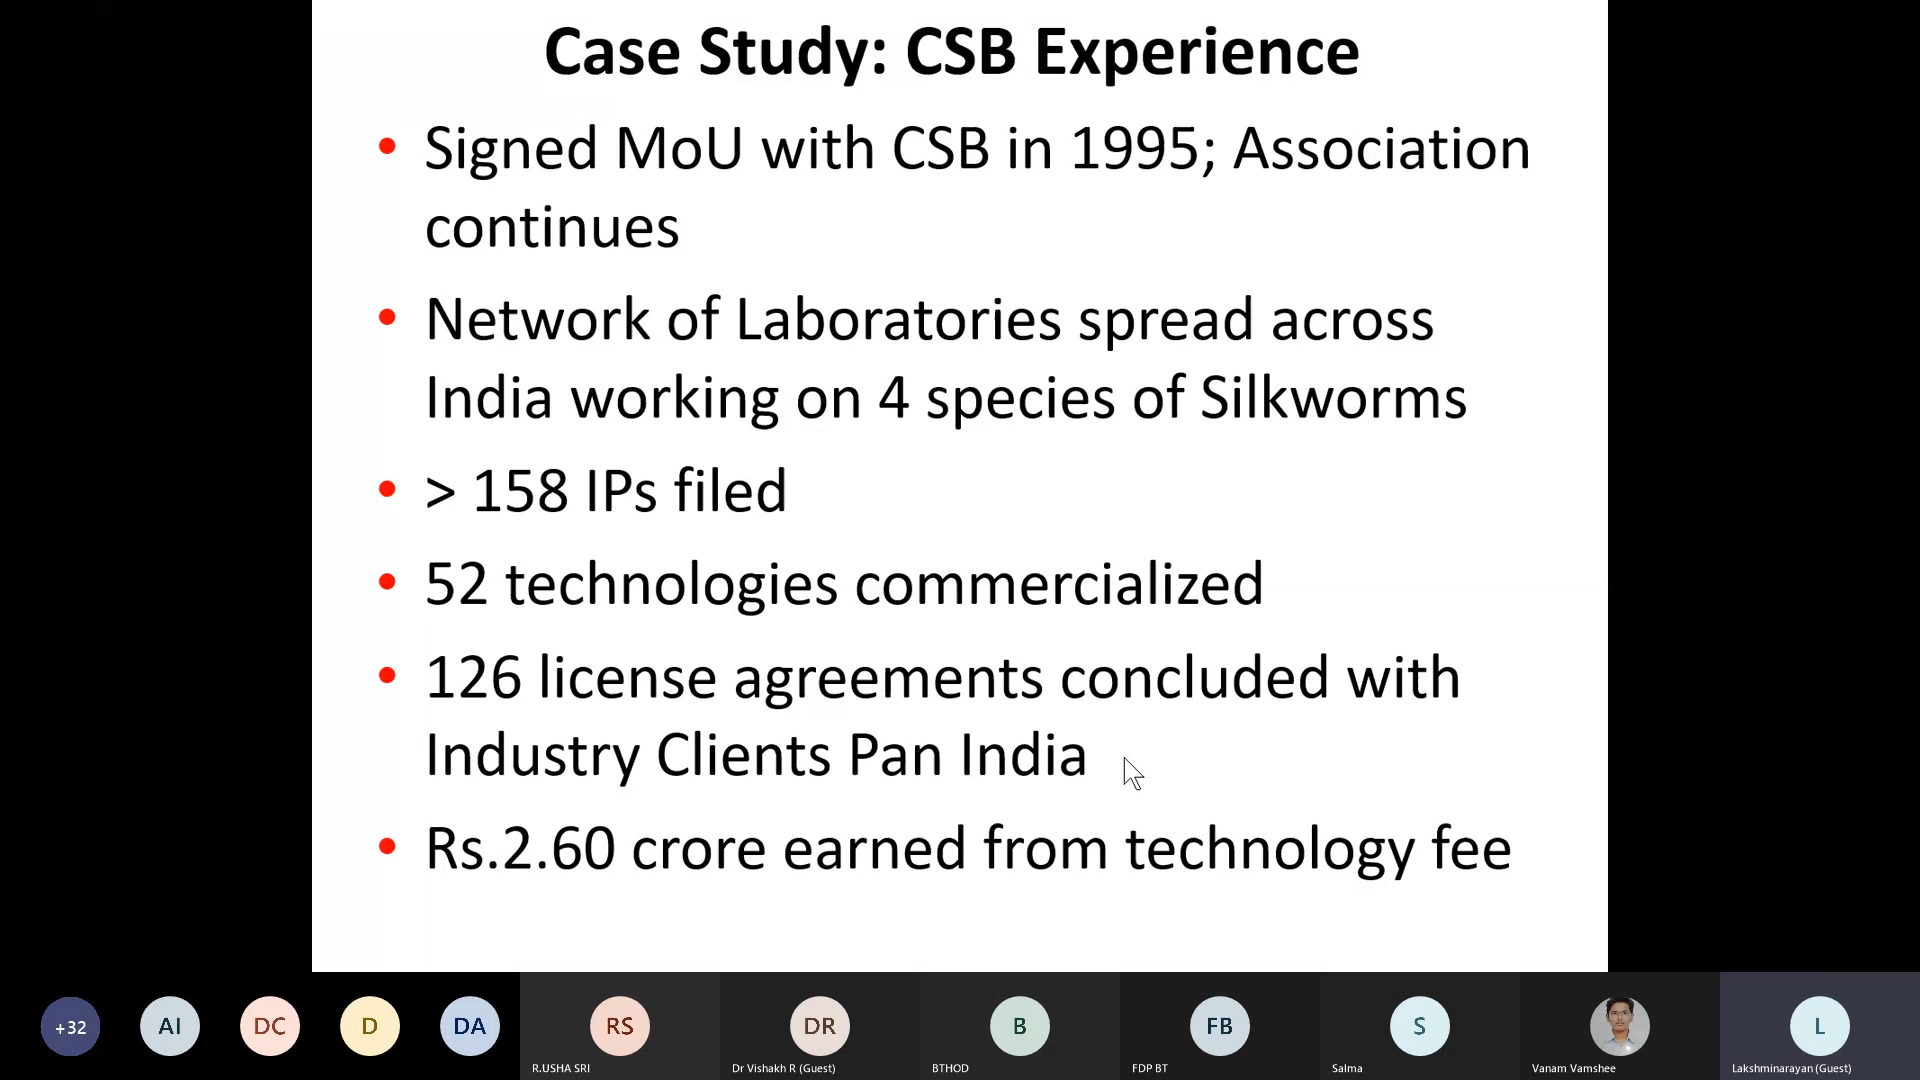 Case Study: CSB Experience
• Signed MoU with CSB in 1995; Association
continues
• Network of Laboratories spread across
India working on 4 species of Silkworms
• > 158 IPs filed
• 52 technologies commercialized
• 126 license agreements concluded with
Industry Clients Pan India
• Rs.2.60 crore earned from technology fee
+32 AI DC D DA RS DR B FB S L
R.USHA SRI Dr Vishakh R (Guest) BTHOD FDP BT Salma Vanam Vamshee Lakshminarayan (Guest)